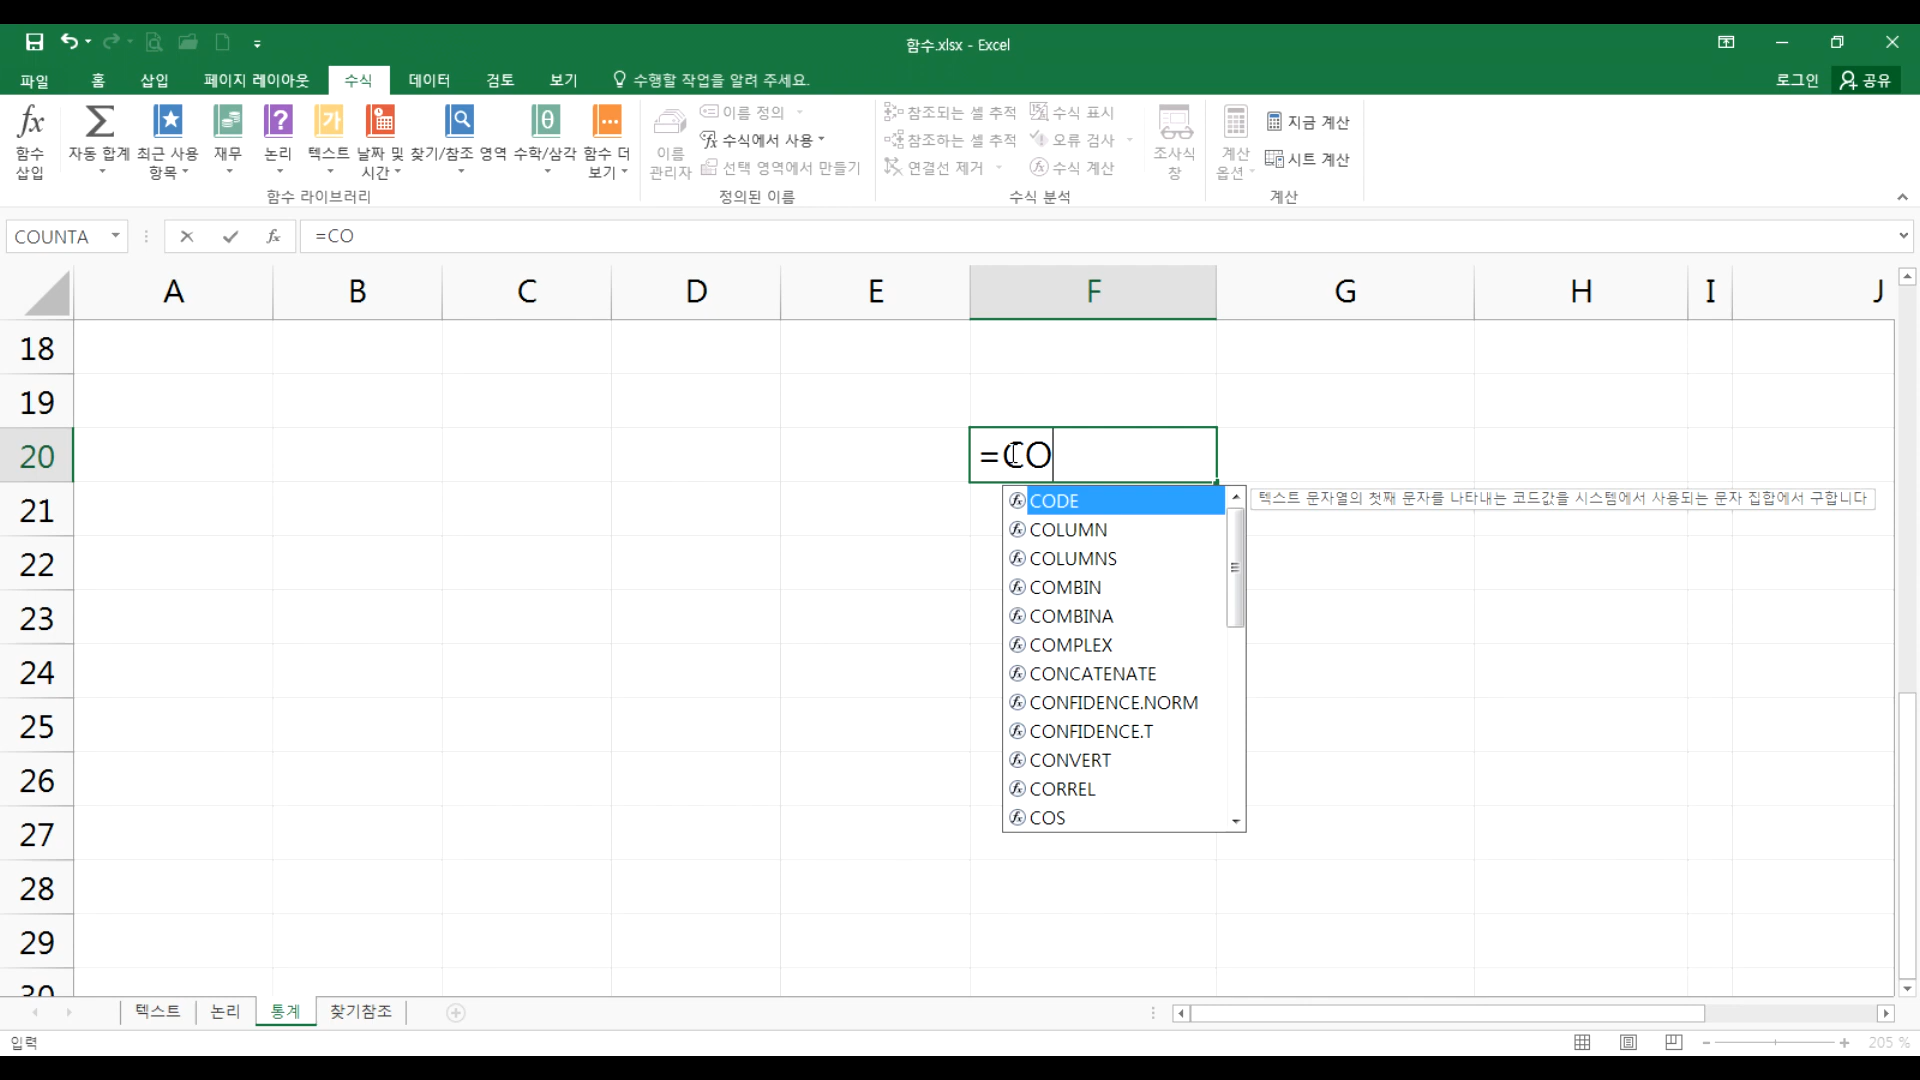 함수.xlsx - Excel
파일 홈 삽입 페이지 레이아웃 수식 데이터 검토 보기 수행할 작업을 알려 주세요. 로그인 공유
함수 삽입
자동 합계
최근 사용 항목
재무
논리
텍스트
날짜 및 시간
찾기/참조 영역
수학/삼각
함수 더 보기
함수 라이브러리
이름 관리자
이름 정의
수식에서 사용
선택 영역에서 만들기
정의된 이름
참조되는 셀 추적
참조하는 셀 추적
연결선 제거
수식 표시
오류 검사
수식 계산
수식 분석
조사식 창
계산 옵션
지금 계산
시트 계산
계산
COUNTA fx =CO
A B C D E F G H I J
18
19
20 =CO
21
22
23
24
25
26
27
28
29
30
CODE 텍스트 문자열의 첫째 문자를 나타내는 코드값을 시스템에서 사용되는 문자 집합에서 구합니다
COLUMN
COLUMNS
COMBIN
COMBINA
COMPLEX
CONCATENATE
CONFIDENCE.NORM
CONFIDENCE.T
CONVERT
CORREL
COS
텍스트 논리 통계 찾기참조
입력 205 %